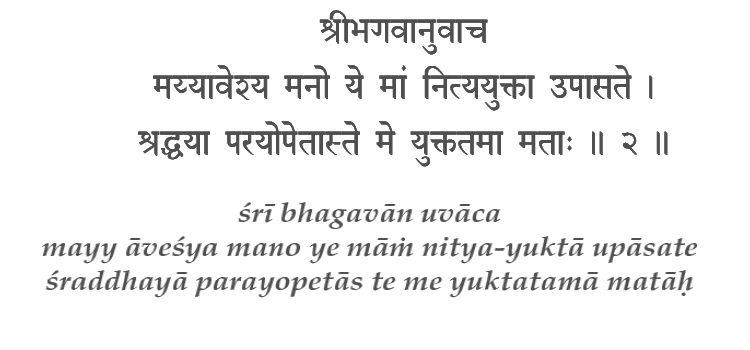 श्रीभगवानुवाच
मय्यावेश्य मनो ये मां नित्ययुक्ता उपासते ।
श्रद्धया परयोपेतास्ते मे युक्ततमा मताः ॥ २ ॥
śrī bhagavān uvāca
mayy āveśya mano ye māṁ nitya-yuktā upāsate
śraddhayā parayopetās te me yuktatamā matāḥ